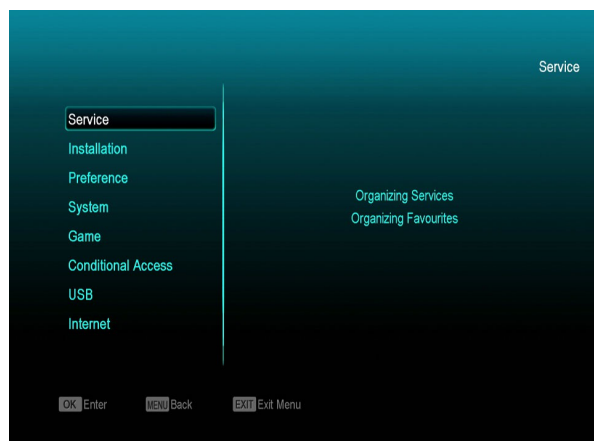 Service
Service
Installation
Preference
System
Game
Conditional Access
USB
Internet
Organizing Services
Organizing Favourites
OK Enter MENU Back EXIT Exit Menu